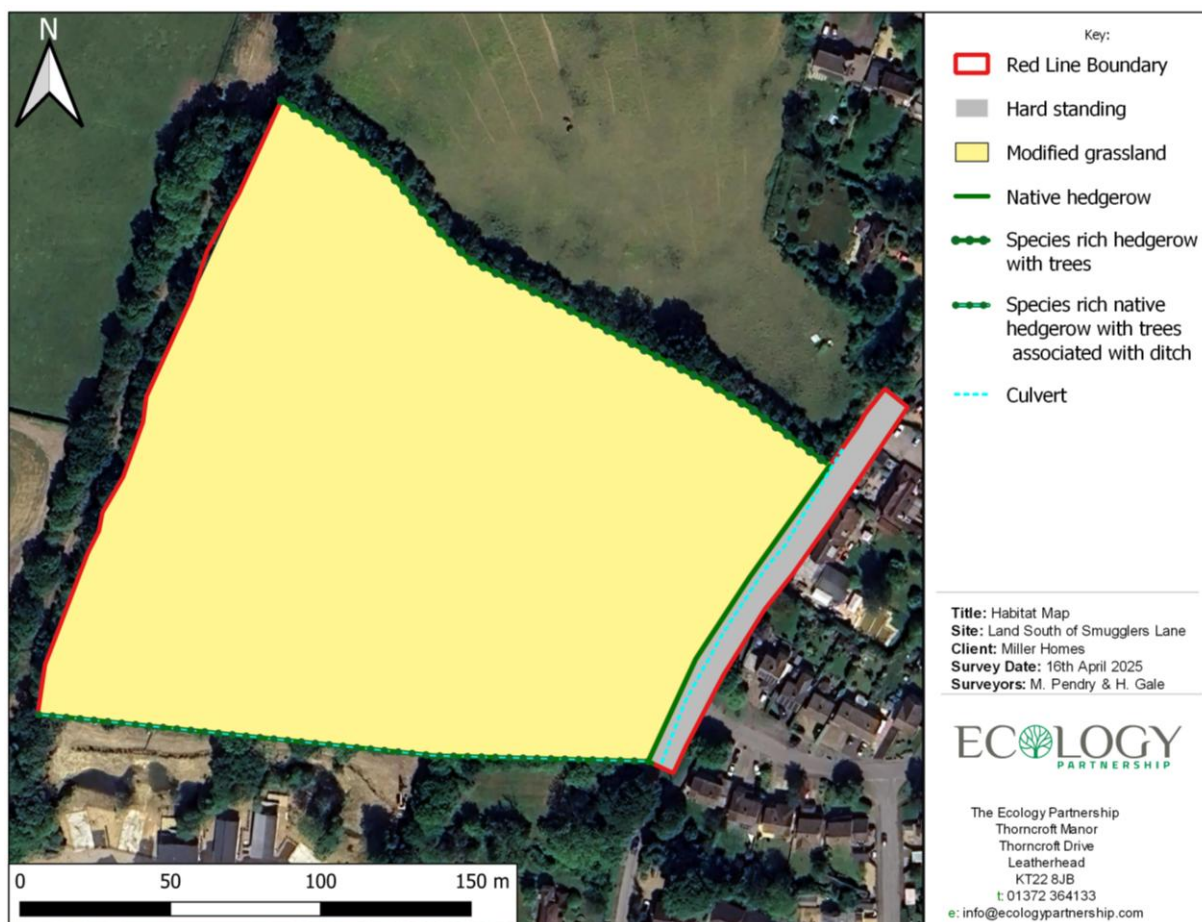 N
Key:
Red Line Boundary
Hard standing
Modified grassland
Native hedgerow
Species rich hedgerow
with trees
Species rich native
hedgerow with trees
associated with ditch
Culvert
Title: Habitat Map
Site: Land South of Smugglers Lane
Client: Miller Homes
Survey Date: 16th April 2025
Surveyors: M. Pendry & H. Gale
ECOLOGY
PARTNERSHIP
The Ecology Partnership
Thorncroft Manor
Thorncroft Drive
Leatherhead
KT22 8JB
t: 01372 364133
e: info@ecologypartnership.com
0 50 100 150 m